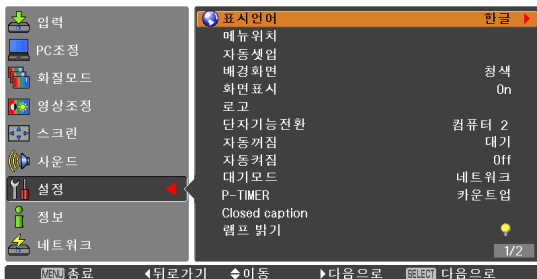 입력
PC조정
화질모드
영상조정
스크린
사운드
설정
정보
네트워크
표시언어 한글
메뉴위치
자동셋업
배경화면 청색
화면표시 On
로고
단자기능전환 컴퓨터 2
자동꺼짐 대기
자동켜짐 Off
대기모드 네트워크
P-TIMER 카운트업
Closed caption
램프 밝기
1/2
MENU 종료 뒤로가기 이동 다음으로 SELECT 다음으로